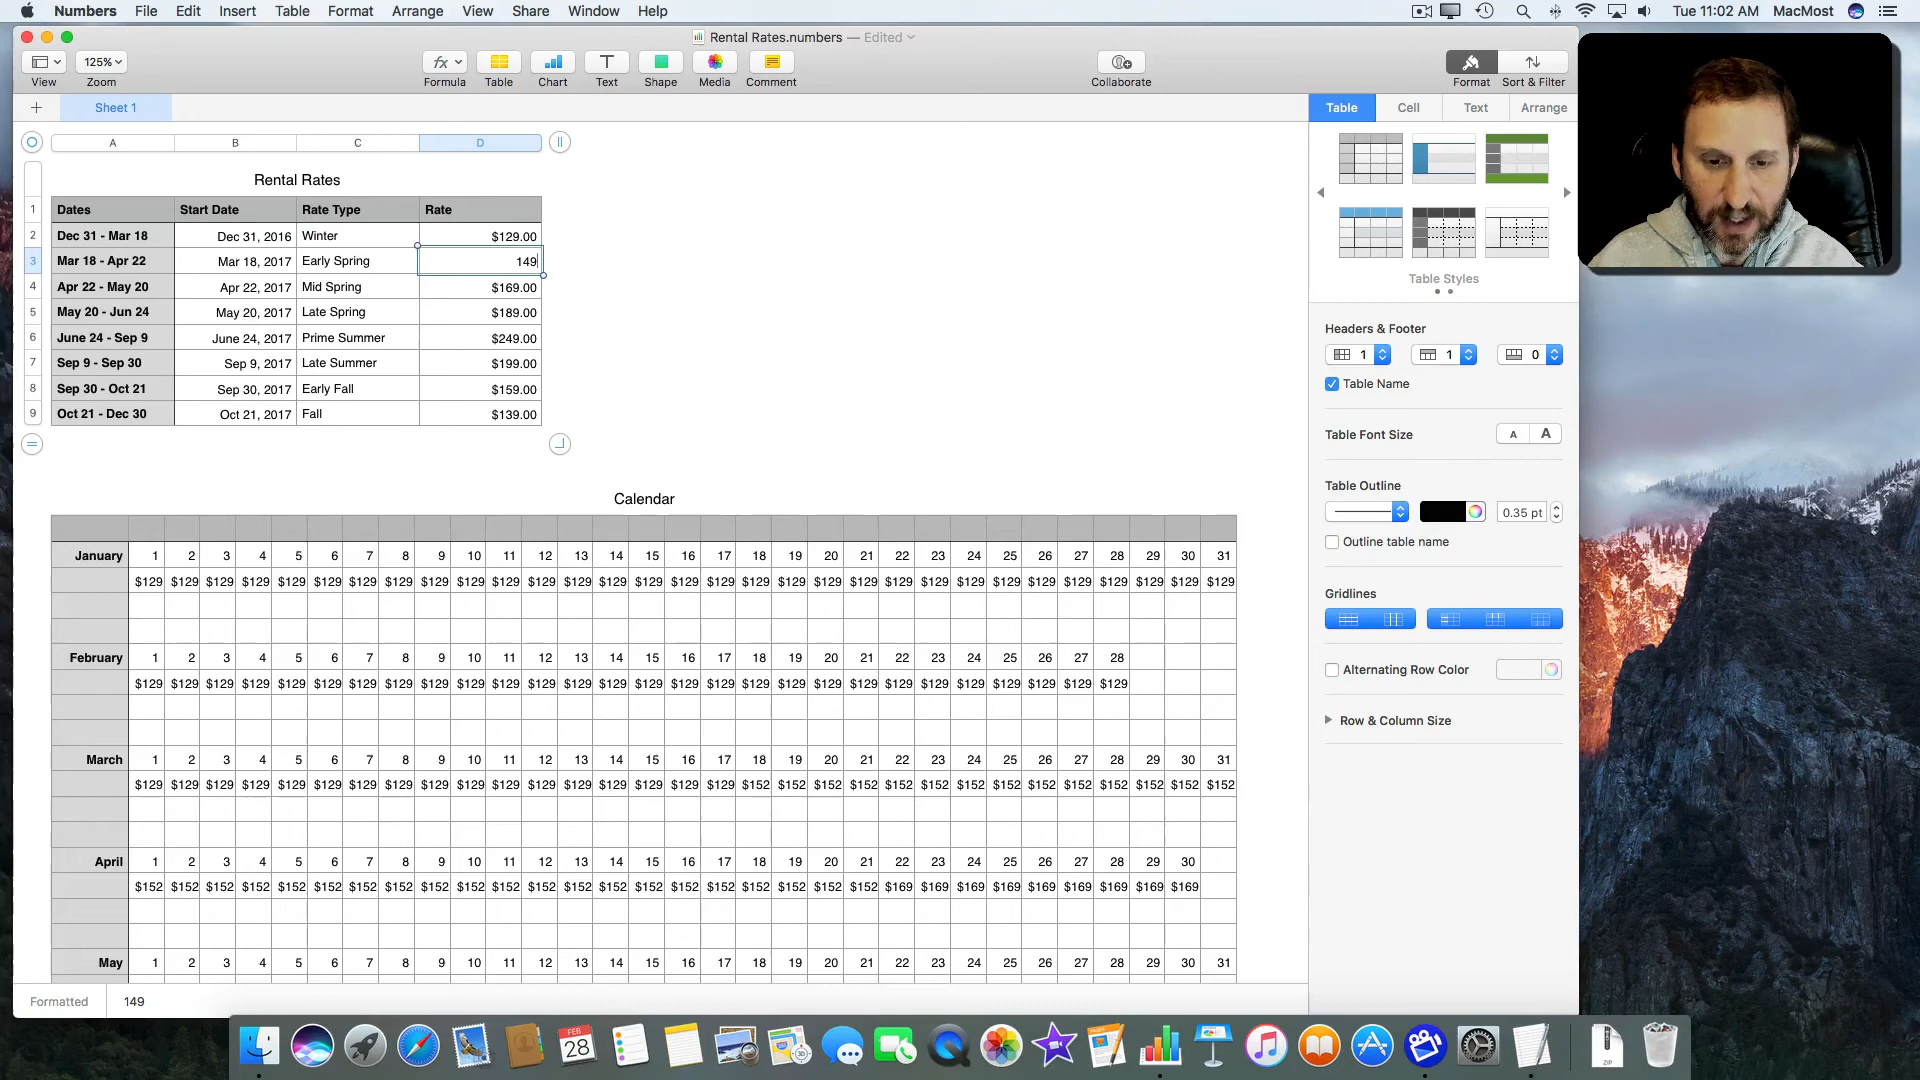 Numbers File Edit Insert Table Format Arrange View Share Window Help Tue 11:02 AM MacMost
Rental Rates.numbers — Edited
125%
View Zoom Formula Table Chart Text Shape Media Comment Collaborate Format Sort & Filter
Sheet 1
Table Cell Text Arrange
A B C D
Rental Rates
1 Dates Start Date Rate Type Rate
2 Dec 31 - Mar 18 Dec 31, 2016 Winter $129.00
3 Mar 18 - Apr 22 Mar 18, 2017 Early Spring 149
4 Apr 22 - May 20 Apr 22, 2017 Mid Spring $169.00
5 May 20 - Jun 24 May 20, 2017 Late Spring $189.00
6 June 24 - Sep 9 June 24, 2017 Prime Summer $249.00
7 Sep 9 - Sep 30 Sep 9, 2017 Late Summer $199.00
8 Sep 30 - Oct 21 Sep 30, 2017 Early Fall $159.00
9 Oct 21 - Dec 30 Oct 21, 2017 Fall $139.00
Calendar
January 1 2 3 4 5 6 7 8 9 10 11 12 13 14 15 16 17 18 19 20 21 22 23 24 25 26 27 28 29 30 31
$129 $129 $129 $129 $129 $129 $129 $129 $129 $129 $129 $129 $129 $129 $129 $129 $129 $129 $129 $129 $129 $129 $129 $129 $129 $129 $129 $129 $129 $129 $129
February 1 2 3 4 5 6 7 8 9 10 11 12 13 14 15 16 17 18 19 20 21 22 23 24 25 26 27 28
$129 $129 $129 $129 $129 $129 $129 $129 $129 $129 $129 $129 $129 $129 $129 $129 $129 $129 $129 $129 $129 $129 $129 $129 $129 $129 $129 $129
March 1 2 3 4 5 6 7 8 9 10 11 12 13 14 15 16 17 18 19 20 21 22 23 24 25 26 27 28 29 30 31
$129 $129 $129 $129 $129 $129 $129 $129 $129 $129 $129 $129 $129 $129 $129 $129 $129 $152 $152 $152 $152 $152 $152 $152 $152 $152 $152 $152 $152 $152 $152
April 1 2 3 4 5 6 7 8 9 10 11 12 13 14 15 16 17 18 19 20 21 22 23 24 25 26 27 28 29 30
$152 $152 $152 $152 $152 $152 $152 $152 $152 $152 $152 $152 $152 $152 $152 $152 $152 $152 $152 $152 $152 $169 $169 $169 $169 $169 $169 $169 $169 $169
May 1 2 3 4 5 6 7 8 9 10 11 12 13 14 15 16 17 18 19 20 21 22 23 24 25 26 27 28 29 30 31
Formatted 149
Table Styles
Headers & Footer
1 1 0
Table Name
Table Font Size A A
Table Outline
0.35 pt
Outline table name
Gridlines
Alternating Row Color
Row & Column Size
FEB
28
PAGES
ZIP